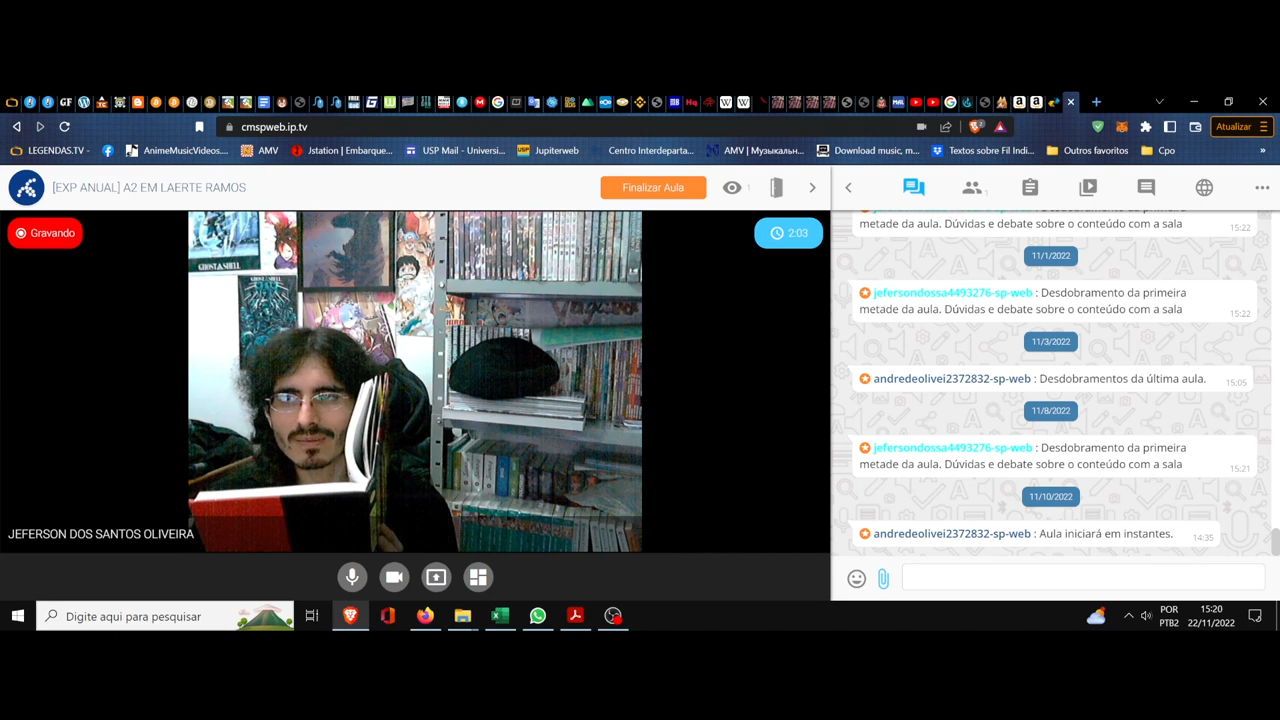 cmspweb.ip.tv
Atualizar
LEGENDAS.TV -
AnimeMusicVideos...
AMV
Jstation | Embarque...
USP Mail - Universi...
Jupiterweb
Centro Interdeparta...
AMV | Музыкальн...
Download music, m...
Textos sobre Fil Indi...
Outros favoritos
Cpo
»
[EXP ANUAL] A2 EM LAERTE RAMOS
Finalizar Aula
1
1
Gravando
2:03
GHOST IN THE SHELL
JEFERSON DOS SANTOS OLIVEIRA
metade da aula. Dúvidas e debate sobre o conteúdo com a sala
15:22
11/1/2022
jefersondossa4493276-sp-web : Desdobramento da primeira
metade da aula. Dúvidas e debate sobre o conteúdo com a sala
15:22
11/3/2022
andredeolivei2372832-sp-web : Desdobramentos da última aula.
15:05
11/8/2022
jefersondossa4493276-sp-web : Desdobramento da primeira
metade da aula. Dúvidas e debate sobre o conteúdo com a sala
15:21
11/10/2022
andredeolivei2372832-sp-web : Aula iniciará em instantes.
14:35
Digite aqui para pesquisar
POR
PTB2
15:20
22/11/2022